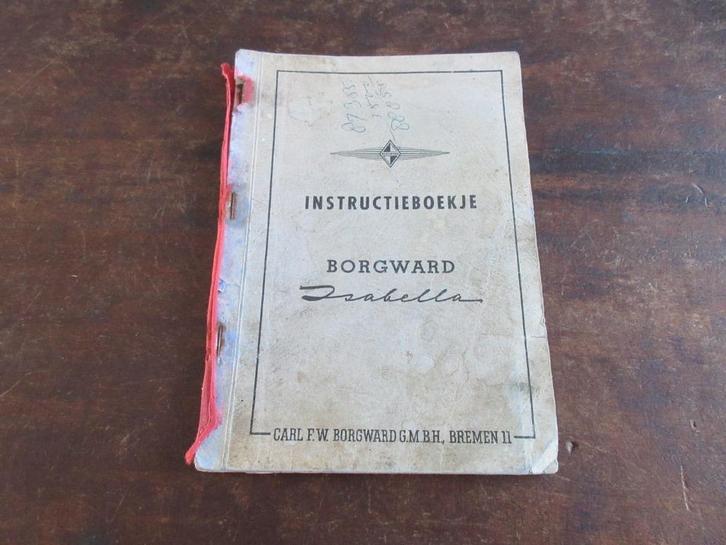 INSTRUCTIEBOEKJE
BORGWARD
Isabella
CARL F. W. BORGWARD G.M.B.H., BREMEN 11